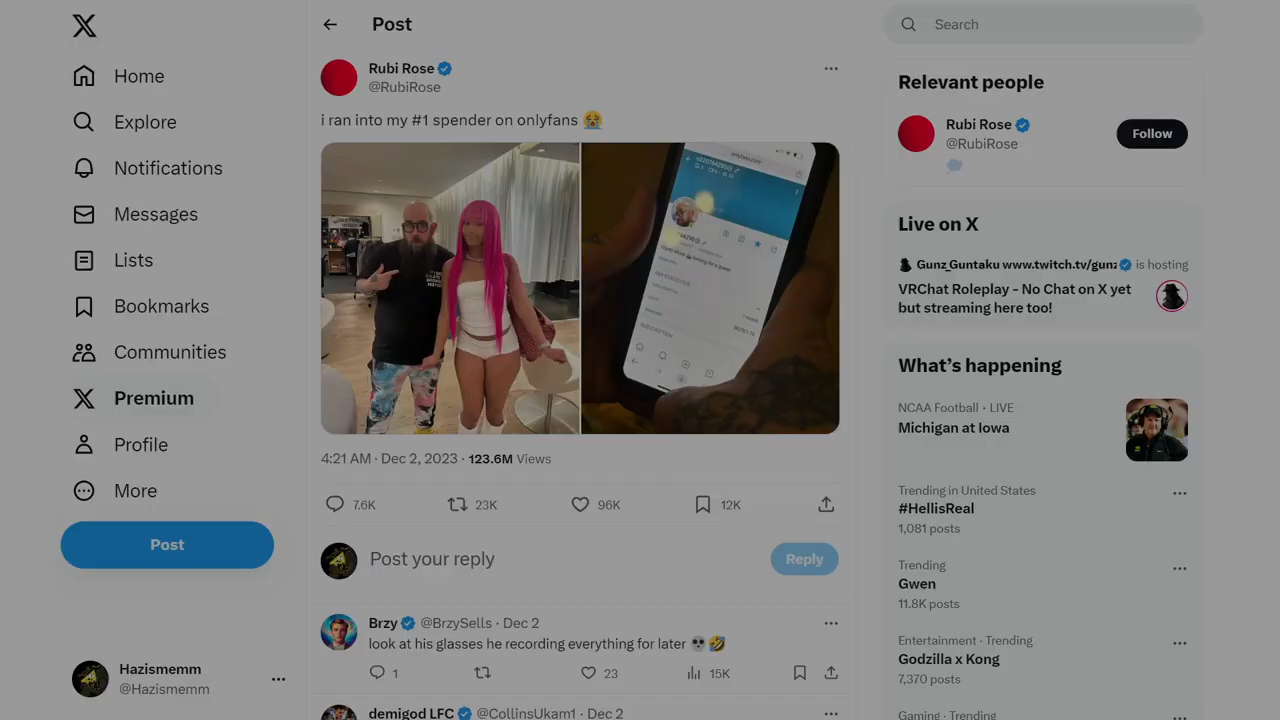 Home
Explore
Notifications
Messages
Lists
Bookmarks
Communities
Premium
Profile
More
Post
Hazismemm
@Hazismemm
Post
Rubi Rose
@RubiRose
i ran into my #1 spender on onlyfans 😭
4:21 AM · Dec 2, 2023 · 123.6M Views
7.6K 23K 96K 12K
Post your reply
Reply
Brzy @BrzySells · Dec 2
look at his glasses he recording everything for later 💀🤣
1 23 15K
demigod LFC @CollinsUkam1 · Dec 2
Search
Relevant people
Rubi Rose
@RubiRose
Follow
Live on X
Gunz_Guntaku www.twitch.tv/gunz is hosting
VRChat Roleplay - No Chat on X yet
but streaming here too!
What's happening
NCAA Football · LIVE
Michigan at Iowa
Trending in United States
#HellisReal
1,081 posts
Trending
Gwen
11.8K posts
Entertainment · Trending
Godzilla x Kong
7,370 posts
Gaming · Trending